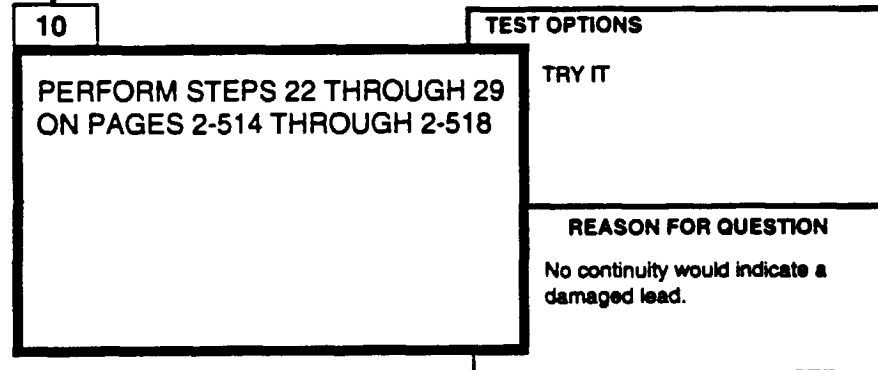 10
PERFORM STEPS 22 THROUGH 29
ON PAGES 2-514 THROUGH 2-518
TEST OPTIONS
TRY IT
REASON FOR QUESTION
No continuity would indicate a
damaged lead.